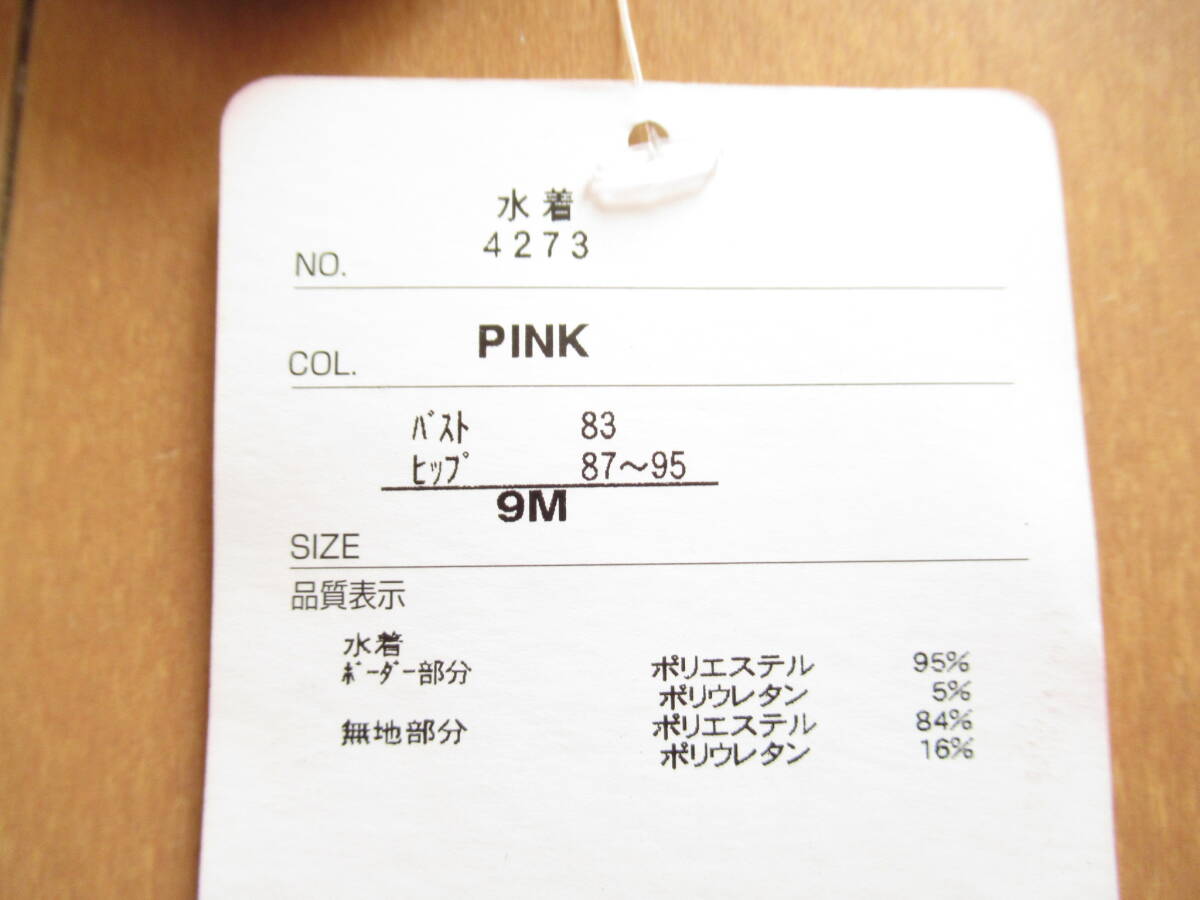 水着
NO. 4273
COL. PINK
ﾊﾞｽﾄ 83
ﾋｯﾌﾟ 87～95
9M
SIZE
品質表示
水着
ﾎﾞｰﾀﾞｰ部分 ポリエステル 95%
ポリウレタン 5%
無地部分 ポリエステル 84%
ポリウレタン 16%